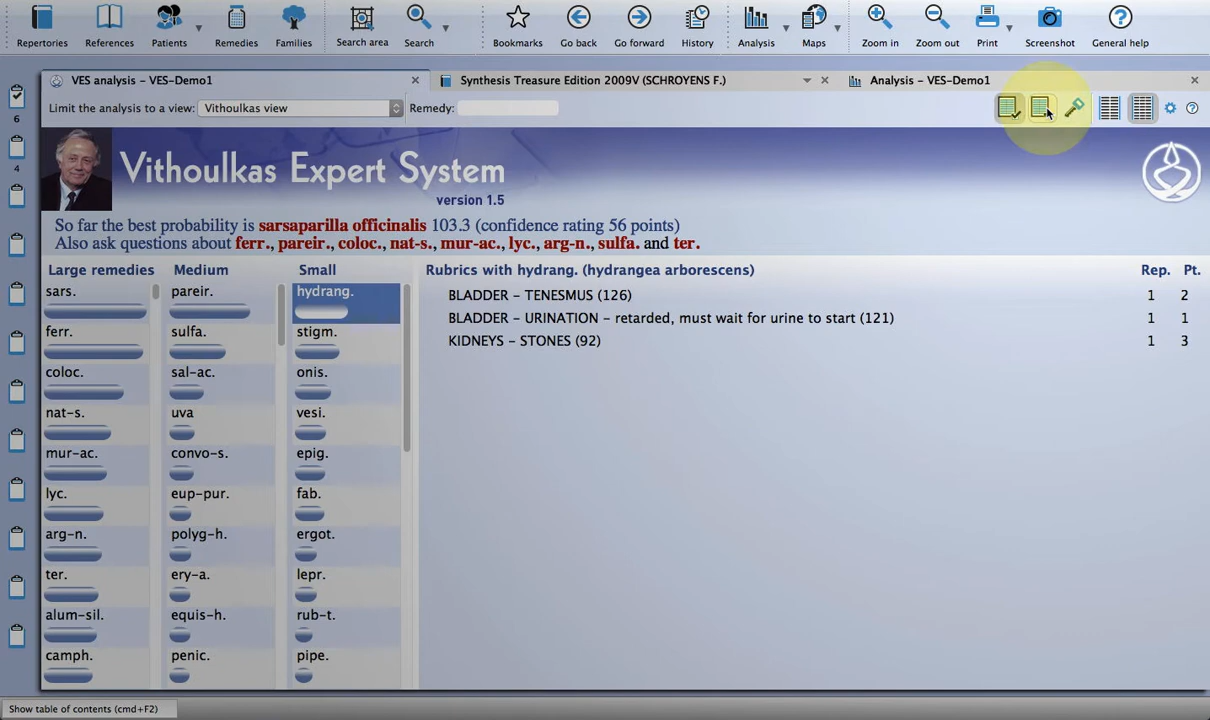 Repertories References Patients Remedies Families Search area Search Bookmarks Go back Go forward History Analysis Maps Zoom in Zoom out Print Screenshot General help
VES analysis – VES-Demo1 Synthesis Treasure Edition 2009V (SCHROYENS F.) Analysis – VES-Demo1
Limit the analysis to a view: Vithoulkas view Remedy:
6
4
Vithoulkas Expert System
version 1.5
So far the best probability is sarsaparilla officinalis 103.3 (confidence rating 56 points)
Also ask questions about ferr., pareir., coloc., nat-s., mur-ac., lyc., arg-n., sulfa. and ter.
Large remedies Medium Small Rubrics with hydrang. (hydrangea arborescens) Rep. Pt.
sars. pareir. hydrang. BLADDER – TENESMUS (126) 1 2
BLADDER – URINATION – retarded, must wait for urine to start (121) 1 1
ferr. sulfa. stigm. KIDNEYS – STONES (92) 1 3
coloc. sal-ac. onis.
nat-s. uva vesi.
mur-ac. convo-s. epig.
lyc. eup-pur. fab.
arg-n. polyg-h. ergot.
ter. ery-a. lepr.
alum-sil. equis-h. rub-t.
camph. penic. pipe.
Show table of contents (cmd+F2)